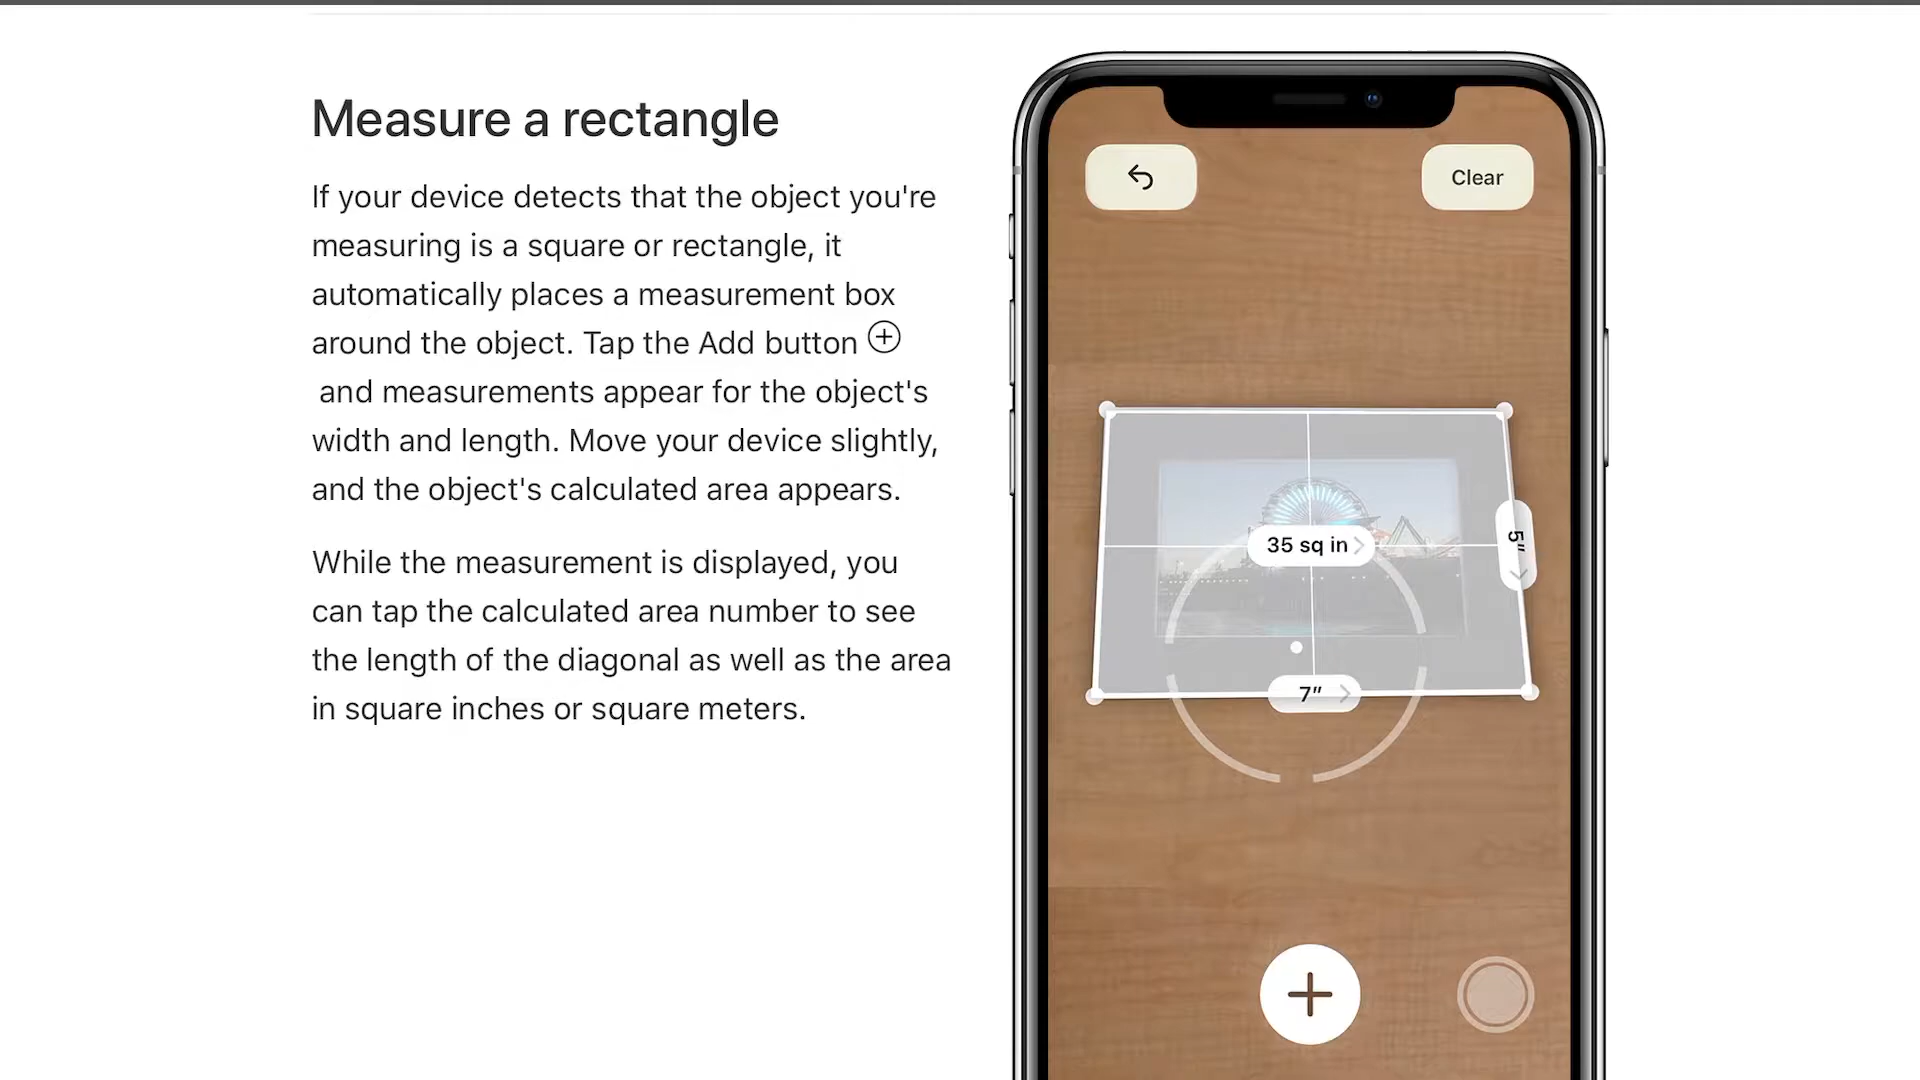 Measure a rectangle
If your device detects that the object you're
measuring is a square or rectangle, it
automatically places a measurement box
around the object. Tap the Add button
and measurements appear for the object's
width and length. Move your device slightly,
and the object's calculated area appears.
While the measurement is displayed, you
can tap the calculated area number to see
the length of the diagonal as well as the area
in square inches or square meters.
Clear
35 sq in
5″
7″